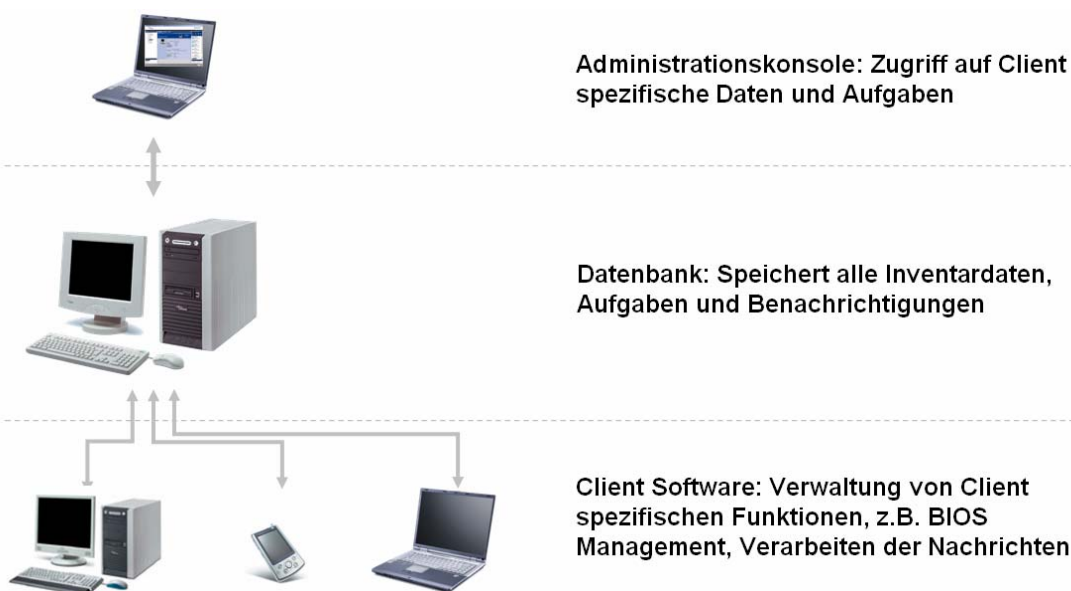 Administrationskonsole: Zugriff auf Client
spezifische Daten und Aufgaben
Datenbank: Speichert alle Inventardaten,
Aufgaben und Benachrichtigungen
Client Software: Verwaltung von Client
spezifischen Funktionen, z.B. BIOS
Management, Verarbeiten der Nachrichten